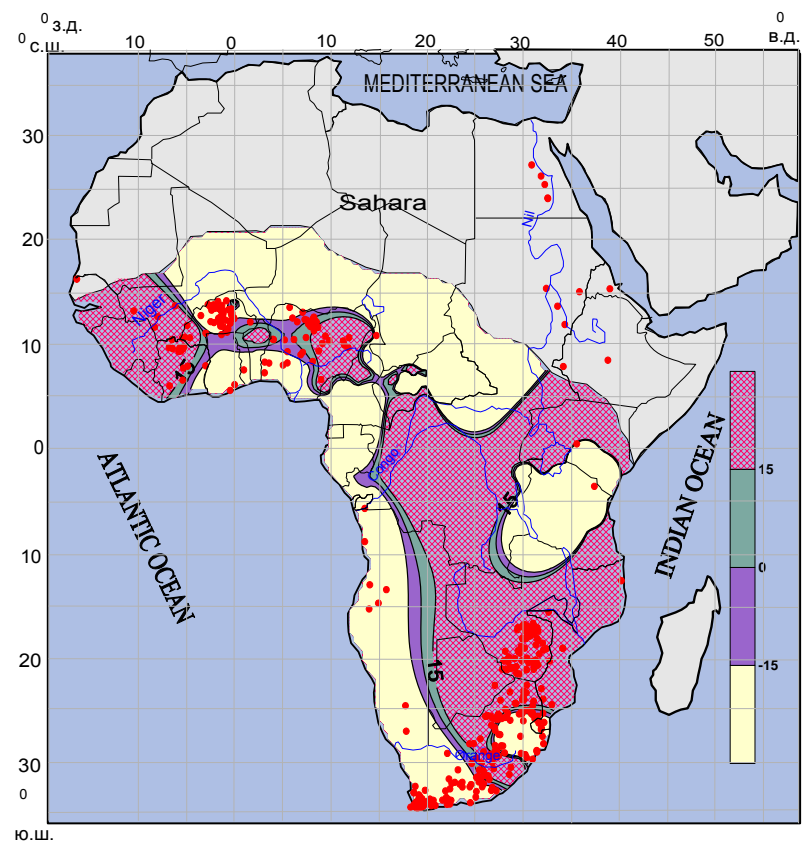 0 з.д.
0
0 с.ш.
10
0
10
20
30
40
50
в.д.
MEDITERRANEAN SEA
30
Sahara
Nil
20
Niger
10
15
0
Congo
ATLANTIC OCEAN
INDIAN OCEAN
15
0
-15
10
20
15
Orange
30
0
ю.ш.